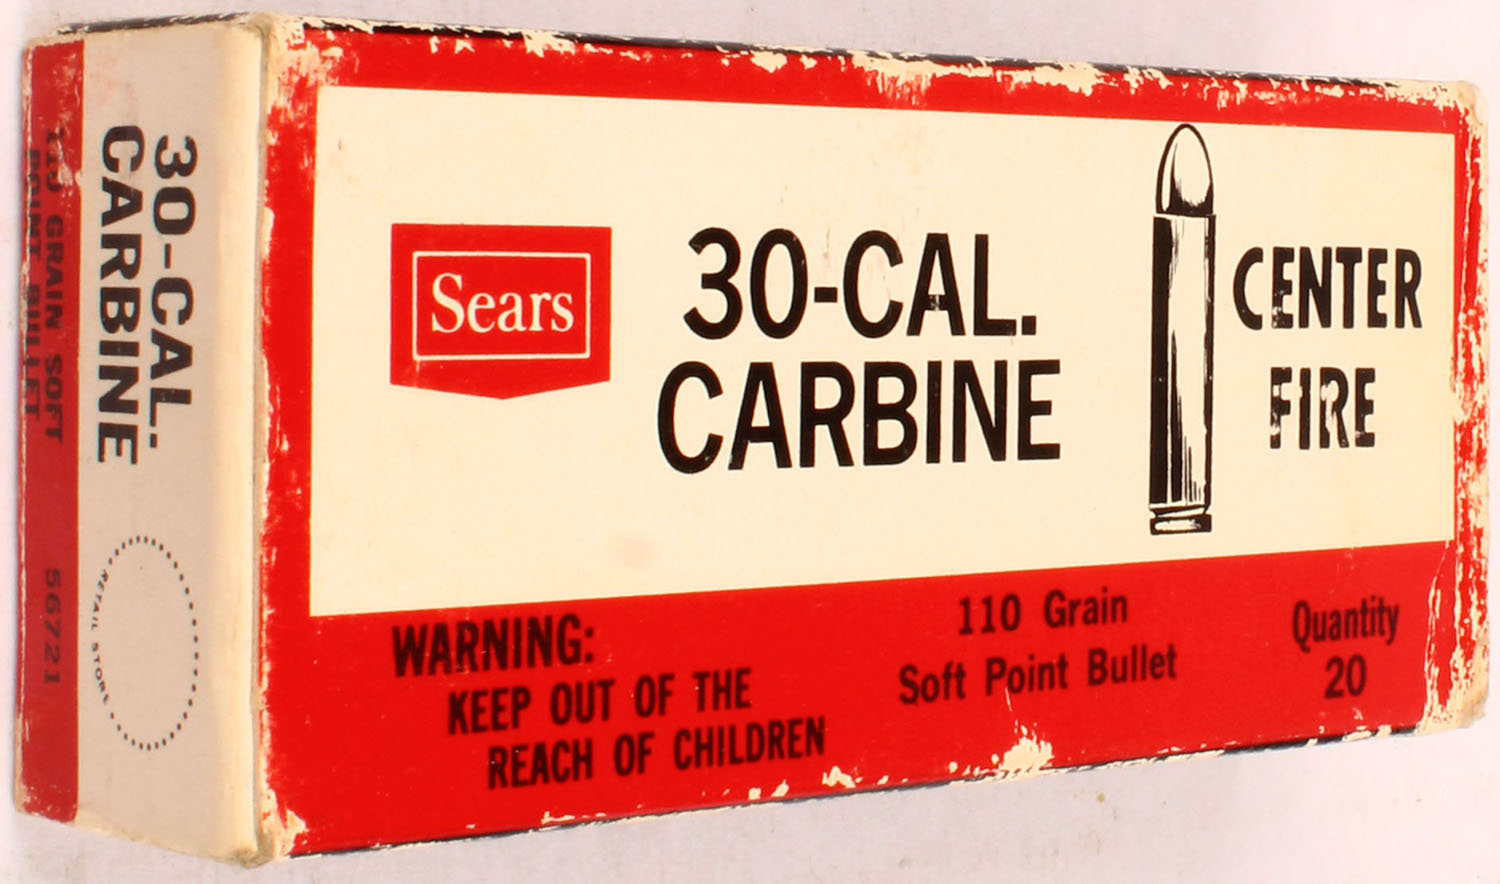 Sears
30-CAL.
CARBINE
CENTER
FIRE
WARNING:
KEEP OUT OF THE
REACH OF CHILDREN
110 Grain
Soft Point Bullet
Quantity
20
30-CAL.
CARBINE
RETAIL STORE
110 GRAIN SOFT
POINT BULLET
56721